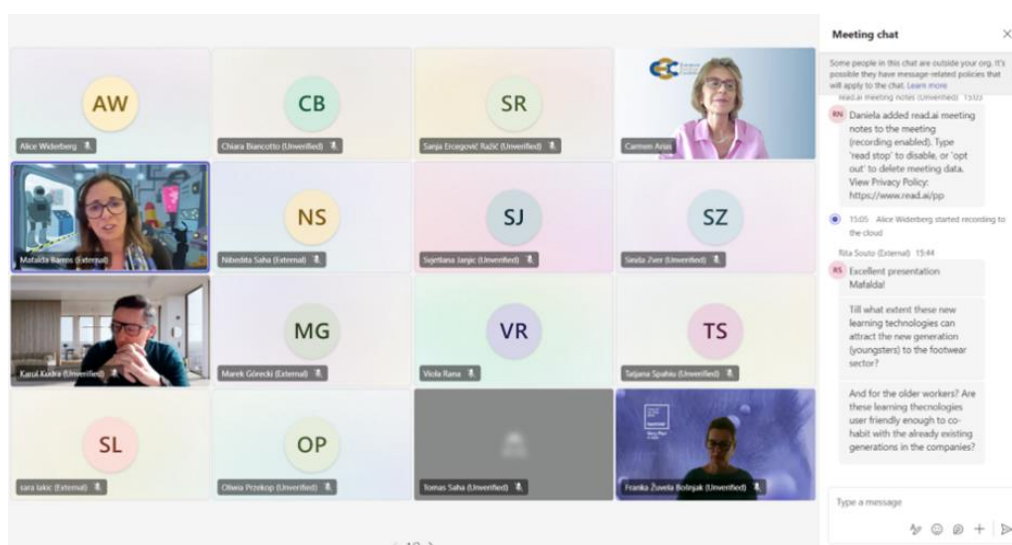 AW
Alice Widerberg
CB
Chiara Biancotto (Unverified)
SR
Sanja Ercegović Ražić (Unverified)
Carmen Arias
Mafalda Barros (External)
NS
Nibedita Saha (External)
SJ
Svjetlana Janjic (Unverified)
SZ
Siniša Zver (Unverified)
Karol Kudra (Unverified)
MG
Marek Górecki (External)
VR
Viola Rana
TS
Tatjana Spahiu (Unverified)
SL
sara lakic (External)
OP
Oliwia Przekop (Unverified)
Tomas Saha (Unverified)
Franka Žuvela Bošnjak (Unverified)
Meeting chat
Some people in this chat are outside your org. It's
possible they have message-related policies that
will apply to the chat. Learn more
read.ai meeting notes (Unverified) 15:03
RN
Daniela added read.ai meeting
notes to the meeting
(recording enabled). Type
'read stop' to disable, or 'opt
out' to delete meeting data.
View Privacy Policy:
https://www.read.ai/pp
15:05 Alice Widerberg started recording to
the cloud
Rita Souto (External) 15:44
RS
Excellent presentation
Mafalda!
Till what extent these new
learning technologies can
attract the new generation
(youngsters) to the footwear
sector?
And for the older workers? Are
these learning thecnologies
user friendly enough to co-
habit with the already existing
generations in the companies?
Type a message